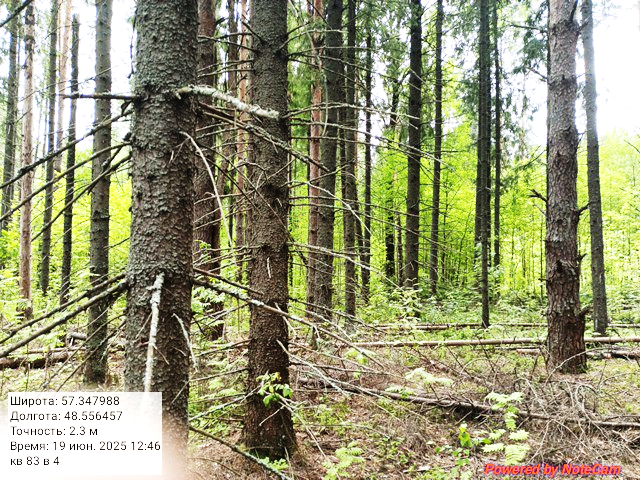 Широта: 57.347988
Долгота: 48.556457
Точность: 2.3 м
Время: 19 июн. 2025 12:46
кв 83 в 4
Powered by NoteCam